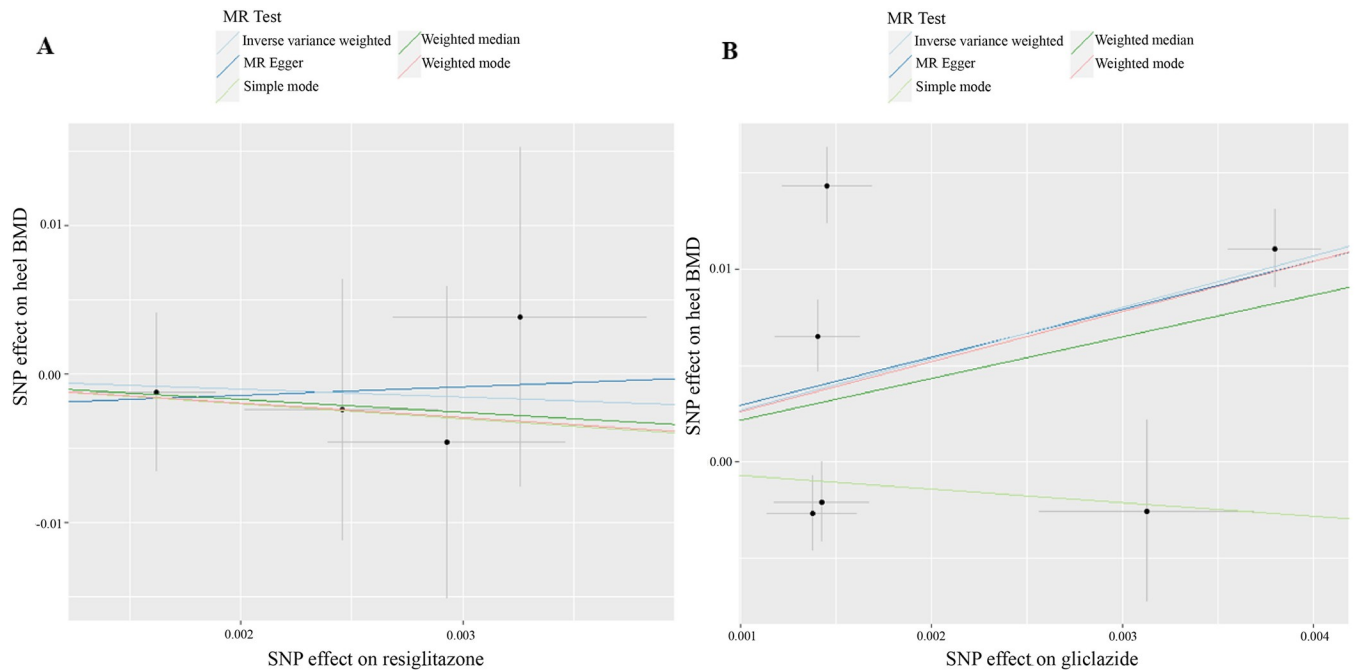 A
MR Test
Inverse variance weighted
Weighted median
MR Egger
Weighted mode
Simple mode
SNP effect on heel BMD
0.01
0.00
-0.01
0.002
0.003
SNP effect on resiglitazone
B
MR Test
Inverse variance weighted
Weighted median
MR Egger
Weighted mode
Simple mode
SNP effect on heel BMD
0.01
0.00
0.001
0.002
0.003
0.004
SNP effect on gliclazide